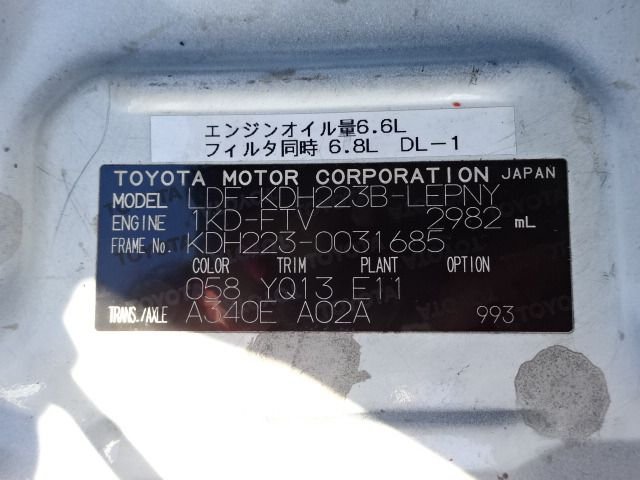 エンジンオイル量6.6L
フィルタ同時 6.8L DL-1
TOYOTA MOTOR CORPORATION JAPAN
MODEL LDF-KDH223B-LEPNY
ENGINE 1KD-FTV 2982 mL
FRAME No. KDH223-0031685
COLOR TRIM PLANT OPTION
058 YQ13 E11
TRANS./AXLE A340E A02A 993